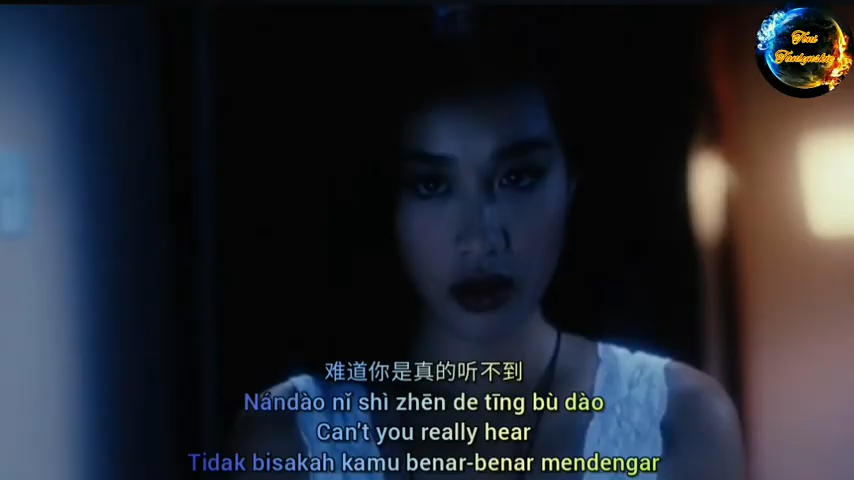 难道你是真的听不到
Nándào nǐ shì zhēn de tīng bù dào
Can't you really hear
Tidak bisakah kamu benar-benar mendengar